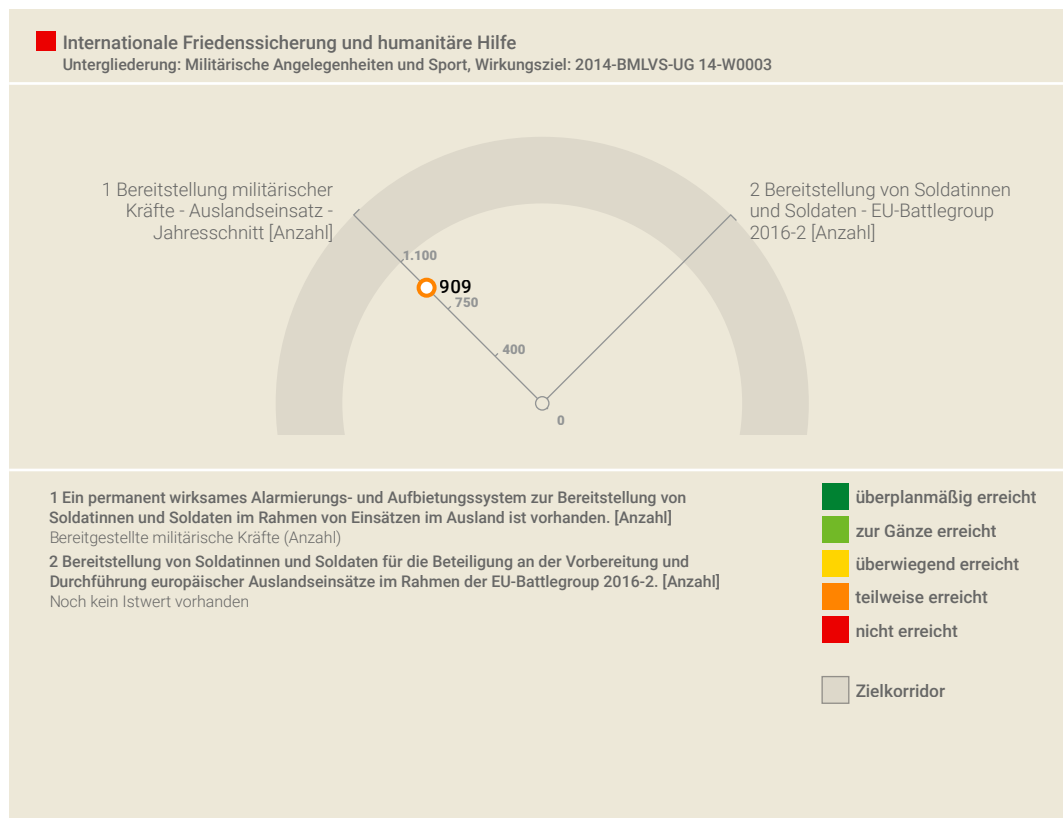 Internationale Friedenssicherung und humanitäre Hilfe
Untergliederung: Militärische Angelegenheiten und Sport, Wirkungsziel: 2014-BMLVS-UG 14-W0003
1 Bereitstellung militärischer
Kräfte - Auslandseinsatz -
Jahresschnitt [Anzahl]
2 Bereitstellung von Soldatinnen
und Soldaten - EU-Battlegroup
2016-2 [Anzahl]
1.100
909
750
400
0
1 Ein permanent wirksames Alarmierungs- und Aufbietungssystem zur Bereitstellung von
Soldatinnen und Soldaten im Rahmen von Einsätzen im Ausland ist vorhanden. [Anzahl]
Bereitgestellte militärische Kräfte (Anzahl)
2 Bereitstellung von Soldatinnen und Soldaten für die Beteiligung an der Vorbereitung und
Durchführung europäischer Auslandseinsätze im Rahmen der EU-Battlegroup 2016-2. [Anzahl]
Noch kein Istwert vorhanden
überplanmäßig erreicht
zur Gänze erreicht
überwiegend erreicht
teilweise erreicht
nicht erreicht
Zielkorridor